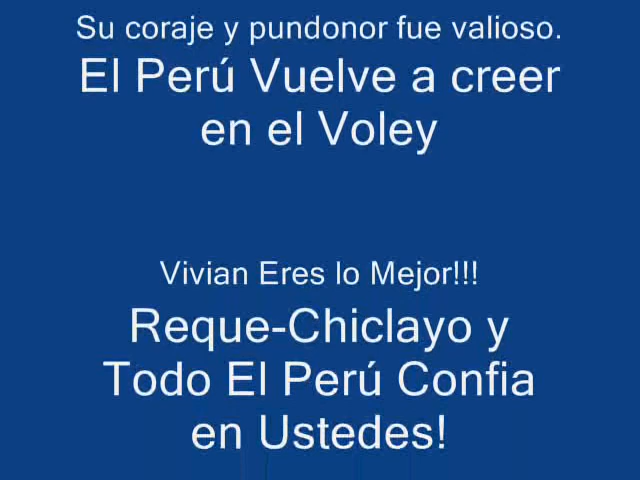 Su coraje y pundonor fue valioso.
El Perú Vuelve a creer
en el Voley
Vivian Eres lo Mejor!!!
Reque-Chiclayo y
Todo El Perú Confia
en Ustedes!